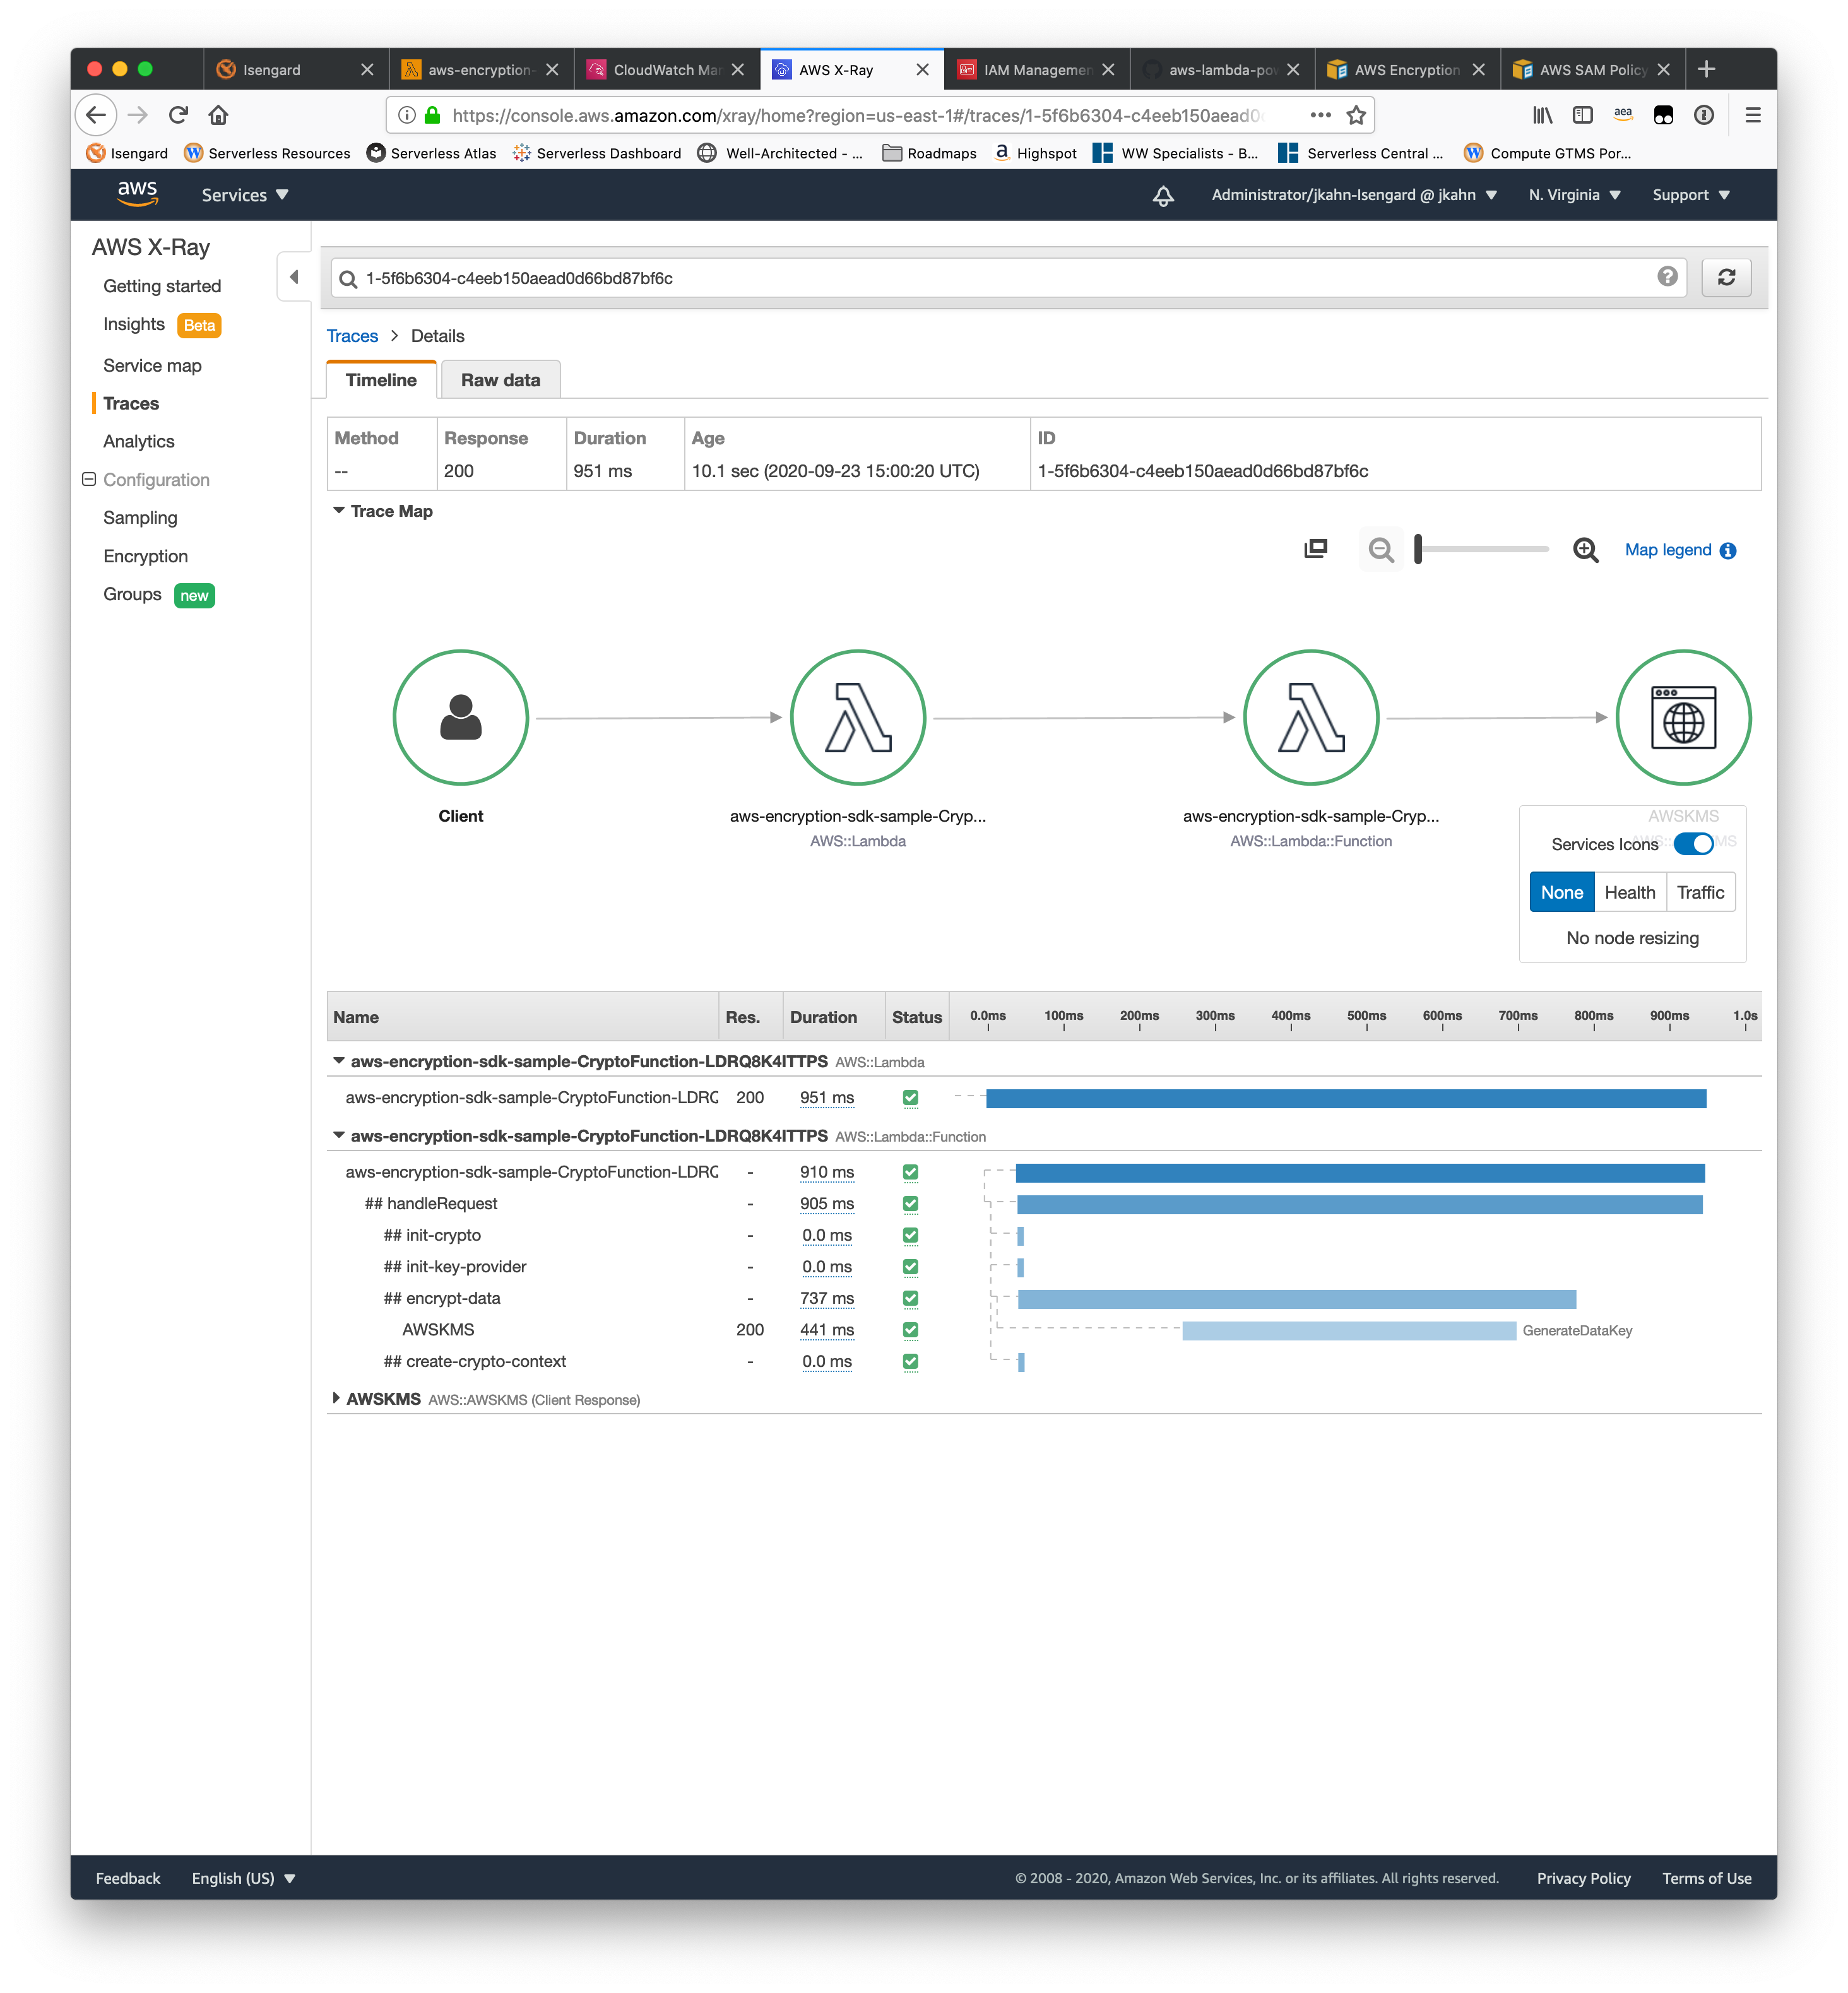 Isengard
aws-encryption-
CloudWatch Man
AWS X-Ray
IAM Managemen
aws-lambda-pow
AWS Encryption
AWS SAM Policy
https://console.aws.amazon.com/xray/home?region=us-east-1#/traces/1-5f6b6304-c4eeb150aead0
aea
Isengard
Serverless Resources
Serverless Atlas
Serverless Dashboard
Well-Architected - ...
Roadmaps
Highspot
WW Specialists - B...
Serverless Central ...
Compute GTMS Por...
aws
Services
Administrator/jkahn-Isengard @ jkahn
N. Virginia
Support
AWS X-Ray
Getting started
Insights Beta
Service map
Traces
Analytics
Configuration
Sampling
Encryption
Groups new
1-5f6b6304-c4eeb150aead0d66bd87bf6c
Traces > Details
Timeline Raw data
Method Response Duration Age ID
-- 200 951 ms 10.1 sec (2020-09-23 15:00:20 UTC) 1-5f6b6304-c4eeb150aead0d66bd87bf6c
Trace Map
Map legend
Client
aws-encryption-sdk-sample-Cryp...
AWS::Lambda
aws-encryption-sdk-sample-Cryp...
AWS::Lambda::Function
AWSKMS
Services Icons
None Health Traffic
No node resizing
Name Res. Duration Status 0.0ms 100ms 200ms 300ms 400ms 500ms 600ms 700ms 800ms 900ms 1.0s
aws-encryption-sdk-sample-CryptoFunction-LDRQ8K4ITTPS AWS::Lambda
aws-encryption-sdk-sample-CryptoFunction-LDRQ 200 951 ms
aws-encryption-sdk-sample-CryptoFunction-LDRQ8K4ITTPS AWS::Lambda::Function
aws-encryption-sdk-sample-CryptoFunction-LDRQ - 910 ms
## handleRequest - 905 ms
## init-crypto - 0.0 ms
## init-key-provider - 0.0 ms
## encrypt-data - 737 ms
AWSKMS 200 441 ms GenerateDataKey
## create-crypto-context - 0.0 ms
AWSKMS AWS::AWSKMS (Client Response)
Feedback
English (US)
© 2008 - 2020, Amazon Web Services, Inc. or its affiliates. All rights reserved.
Privacy Policy
Terms of Use